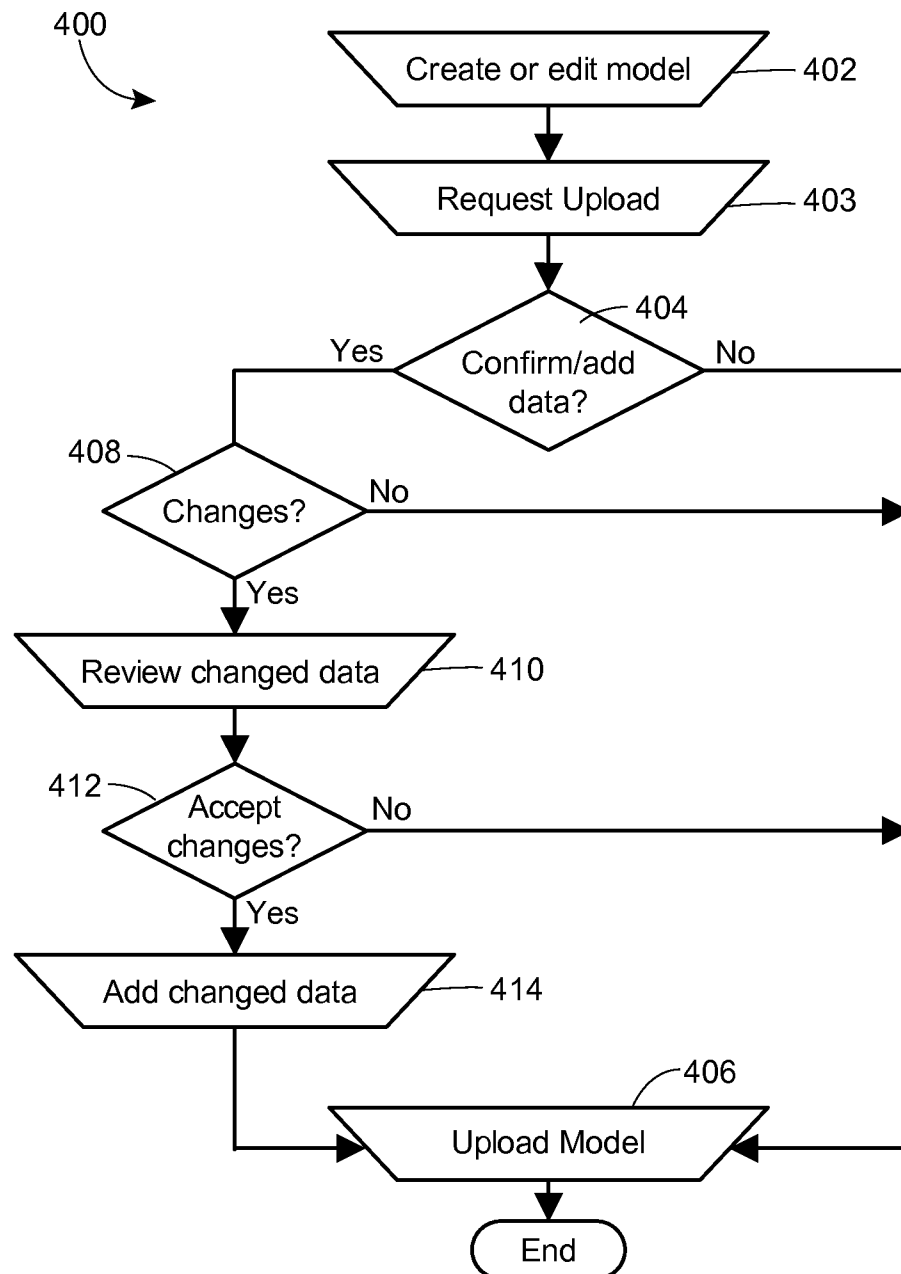 400
Create or edit model
402
Request Upload
403
404
Yes
Confirm/add
data?
No
408
Changes?
No
Yes
Review changed data
410
412
Accept
changes?
No
Yes
Add changed data
414
406
Upload Model
End